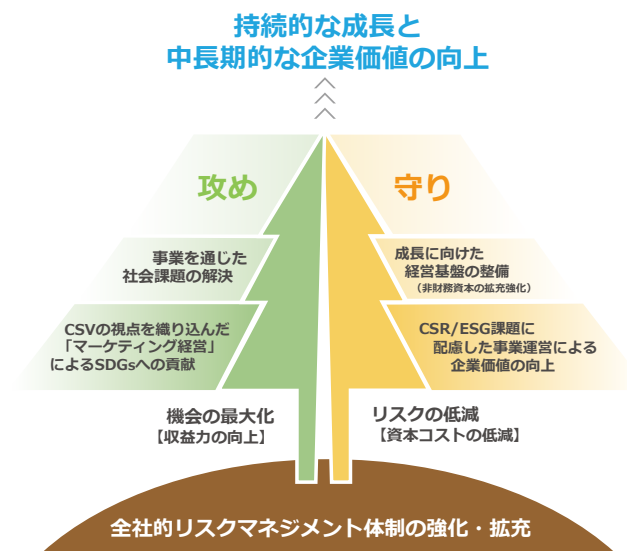 持続的な成長と
中長期的な企業価値の向上
攻め
守り
事業を通じた
社会課題の解決
成長に向けた
経営基盤の整備
（非財務資本の拡充強化）
CSVの視点を織り込んだ
「マーケティング経営」
によるSDGsへの貢献
CSR/ESG課題に
配慮した事業運営による
企業価値の向上
機会の最大化
【収益力の向上】
リスクの低減
【資本コストの低減】
全社的リスクマネジメント体制の強化・拡充